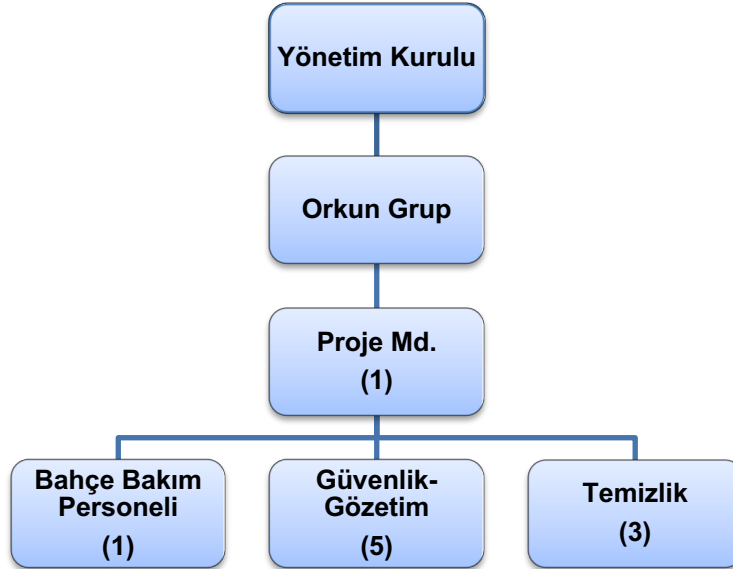 Yönetim Kurulu
Orkun Grup
Proje Md.
(1)
Bahçe Bakım
Personeli
(1)
Güvenlik-
Gözetim
(5)
Temizlik
(3)